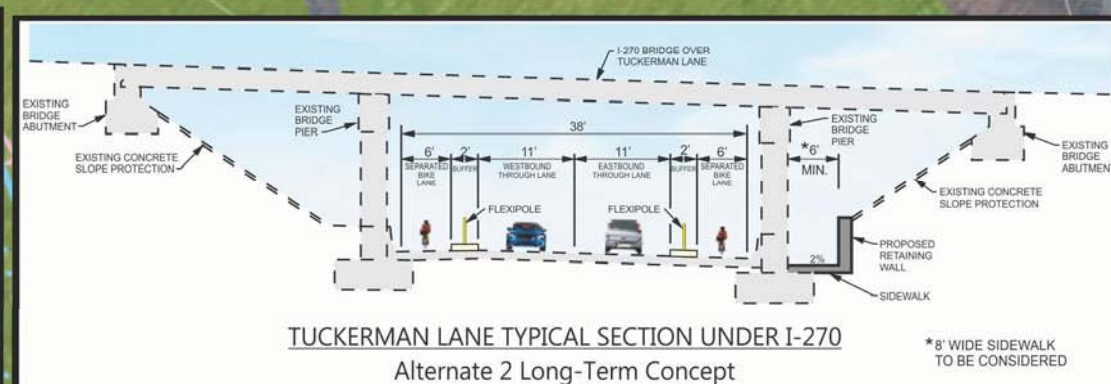 I-270 BRIDGE OVER
TUCKERMAN LANE
EXISTING
BRIDGE
ABUTMENT
EXISTING CONCRETE
SLOPE PROTECTION
EXISTING
BRIDGE
PIER
38'
6'
SEPARATED
BIKE
LANE
2'
BUFFER
11'
WESTBOUND
THROUGH LANE
11'
EASTBOUND
THROUGH LANE
2'
BUFFER
6'
SEPARATED
BIKE
LANE
FLEXIPOLE
FLEXIPOLE
EXISTING
BRIDGE
PIER
*6'
MIN.
EXISTING
BRIDGE
ABUTMENT
EXISTING CONCRETE
SLOPE PROTECTION
PROPOSED
RETAINING
WALL
2%
SIDEWALK
TUCKERMAN LANE TYPICAL SECTION UNDER I-270
Alternate 2 Long-Term Concept
*8' WIDE SIDEWALK
TO BE CONSIDERED